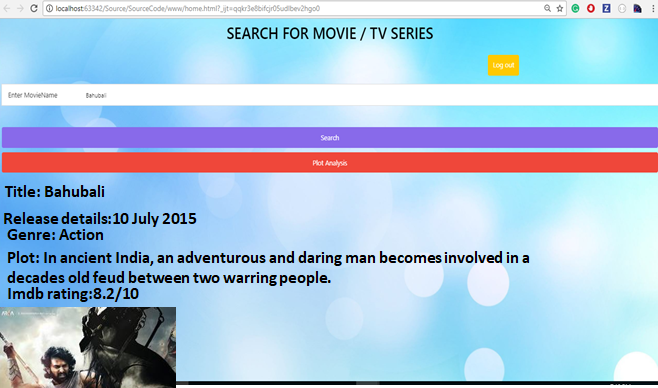 localhost:63342/Source/SourceCode/www/home.html?_ijt=qqkr3e8bifcjr05udlbev2hgo0
SEARCH FOR MOVIE / TV SERIES
Log out
Enter MovieName Bahubali
Search
Plot Analysis
Title: Bahubali
Release details:10 July 2015
Genre: Action
Plot: In ancient India, an adventurous and daring man becomes involved in a
decades old feud between two warring people.
Imdb rating:8.2/10